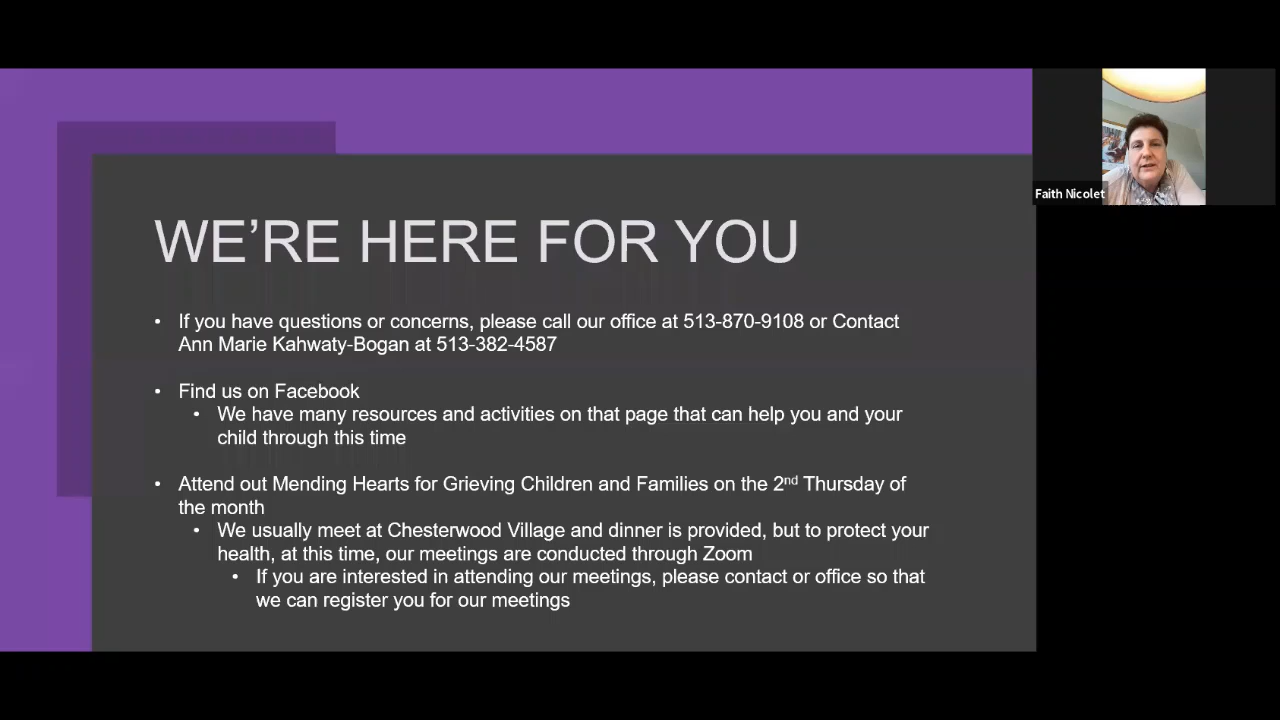 WE’RE HERE FOR YOU
• If you have questions or concerns, please call our office at 513-870-9108 or Contact
Ann Marie Kahwaty-Bogan at 513-382-4587
• Find us on Facebook
• We have many resources and activities on that page that can help you and your
child through this time
• Attend out Mending Hearts for Grieving Children and Families on the 2nd Thursday of
the month
• We usually meet at Chesterwood Village and dinner is provided, but to protect your
health, at this time, our meetings are conducted through Zoom
• If you are interested in attending our meetings, please contact or office so that
we can register you for our meetings
Faith Nicolet